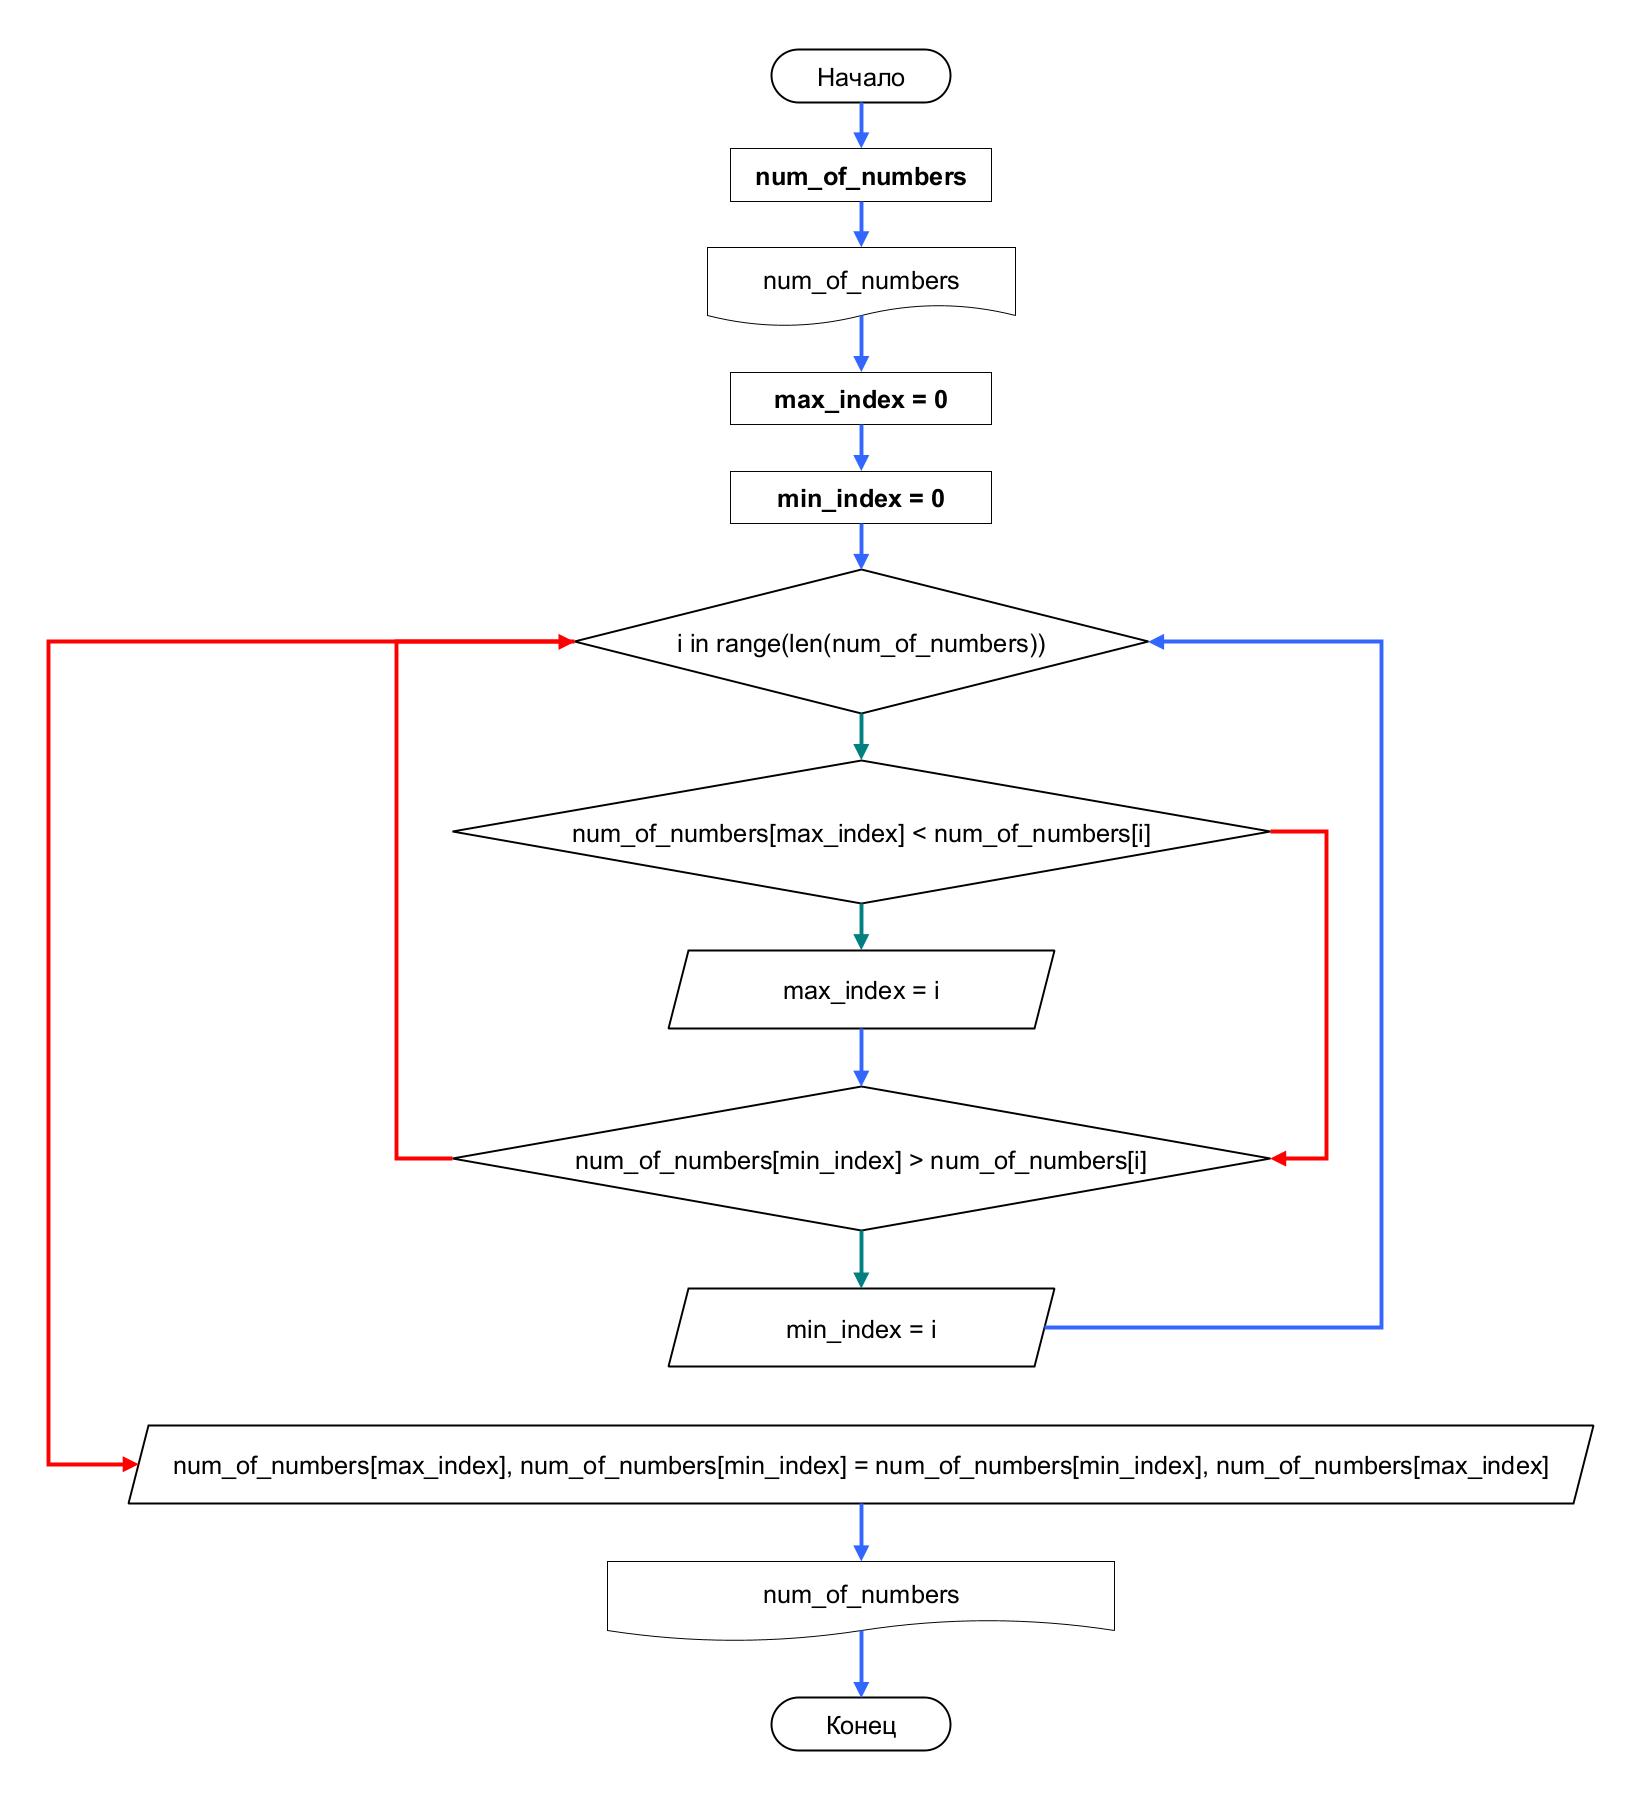 Начало
num_of_numbers
num_of_numbers
max_index = 0
min_index = 0
i in range(len(num_of_numbers))
num_of_numbers[max_index] < num_of_numbers[i]
max_index = i
num_of_numbers[min_index] > num_of_numbers[i]
min_index = i
num_of_numbers[max_index], num_of_numbers[min_index] = num_of_numbers[min_index], num_of_numbers[max_index]
num_of_numbers
Конец